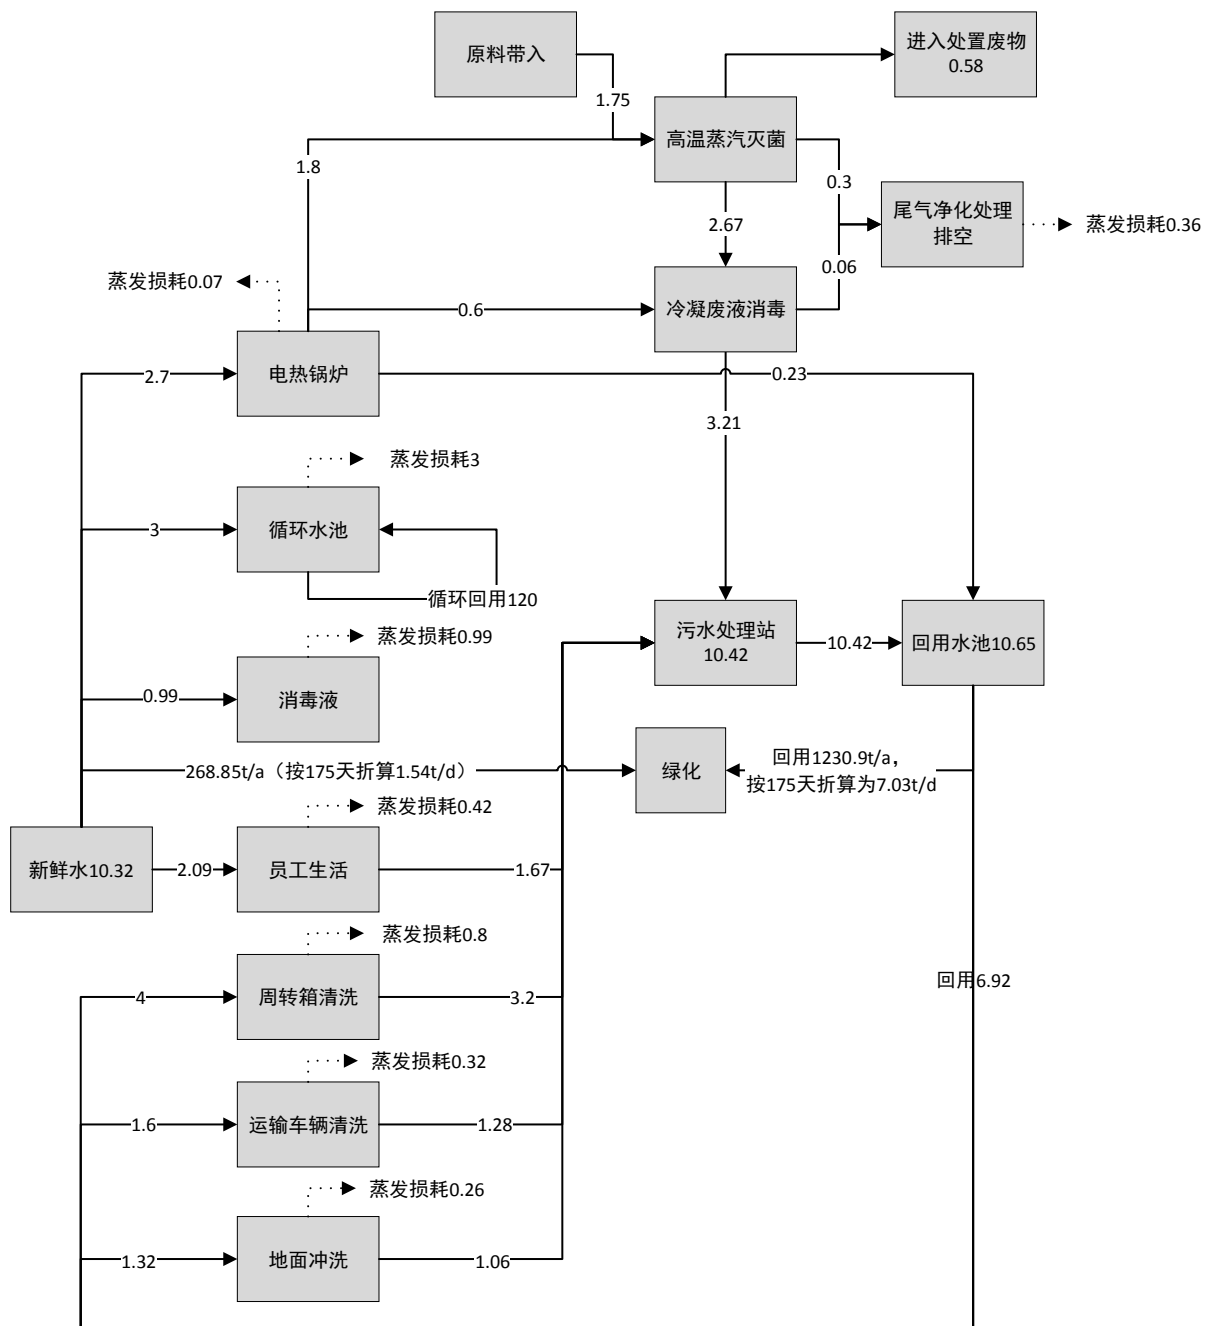 原料带入
进入处置废物
0.58
1.75
高温蒸汽灭菌
1.8
0.3
尾气净化处理
排空
蒸发损耗0.36
2.67
0.06
蒸发损耗0.07
冷凝废液消毒
0.6
2.7
电热锅炉
0.23
3.21
蒸发损耗3
3
循环水池
循环回用120
蒸发损耗0.99
污水处理站
10.42
10.42
回用水池10.65
0.99
消毒液
268.85t/a（按175天折算1.54t/d）
绿化
回用1230.9t/a，
按175天折算为7.03t/d
蒸发损耗0.42
新鲜水10.32
2.09
员工生活
1.67
蒸发损耗0.8
4
周转箱清洗
3.2
回用6.92
蒸发损耗0.32
1.6
运输车辆清洗
1.28
蒸发损耗0.26
1.32
地面冲洗
1.06